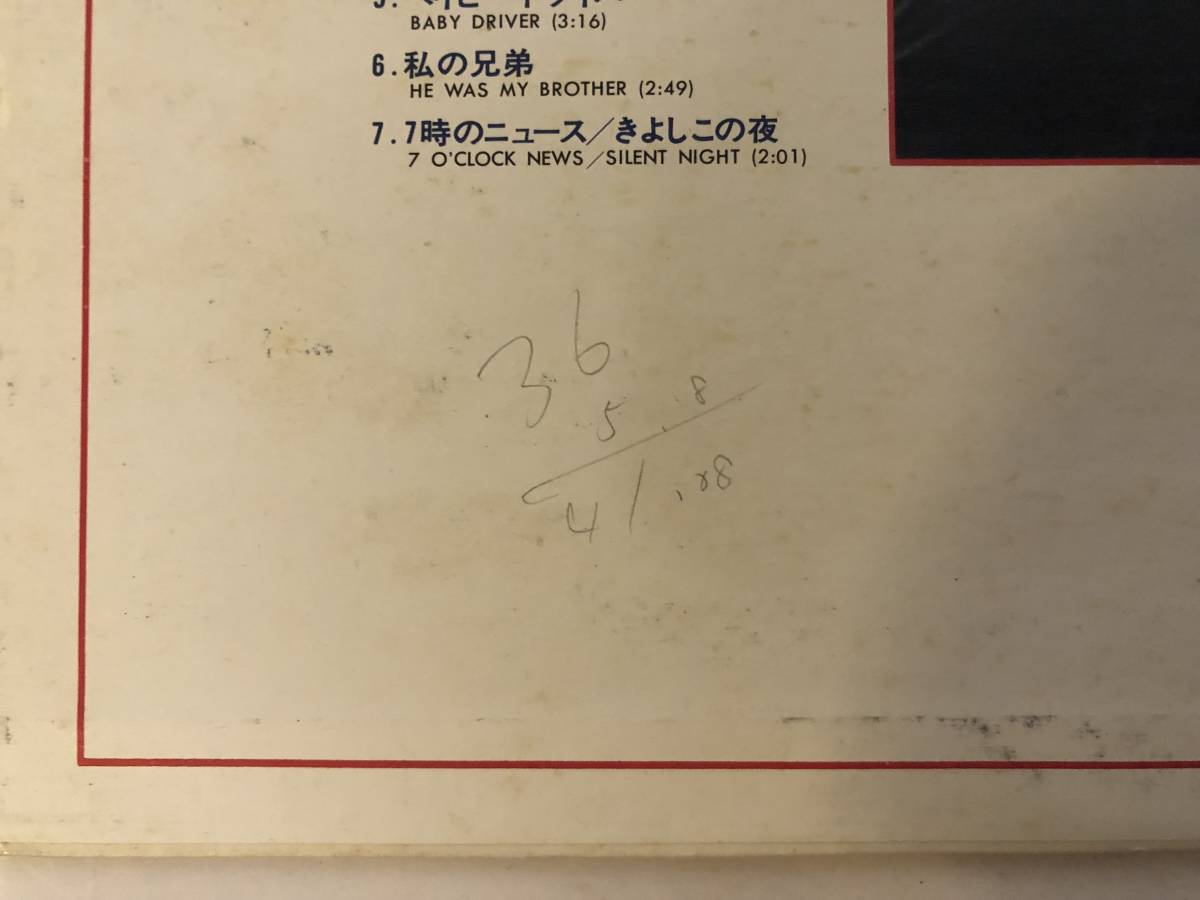 BABY DRIVER (3:16)
6.私の兄弟
HE WAS MY BROTHER (2:49)
7.7時のニュース/きよしこの夜
7 O'CLOCK NEWS/SILENT NIGHT (2:01)
36
5.8
41.88